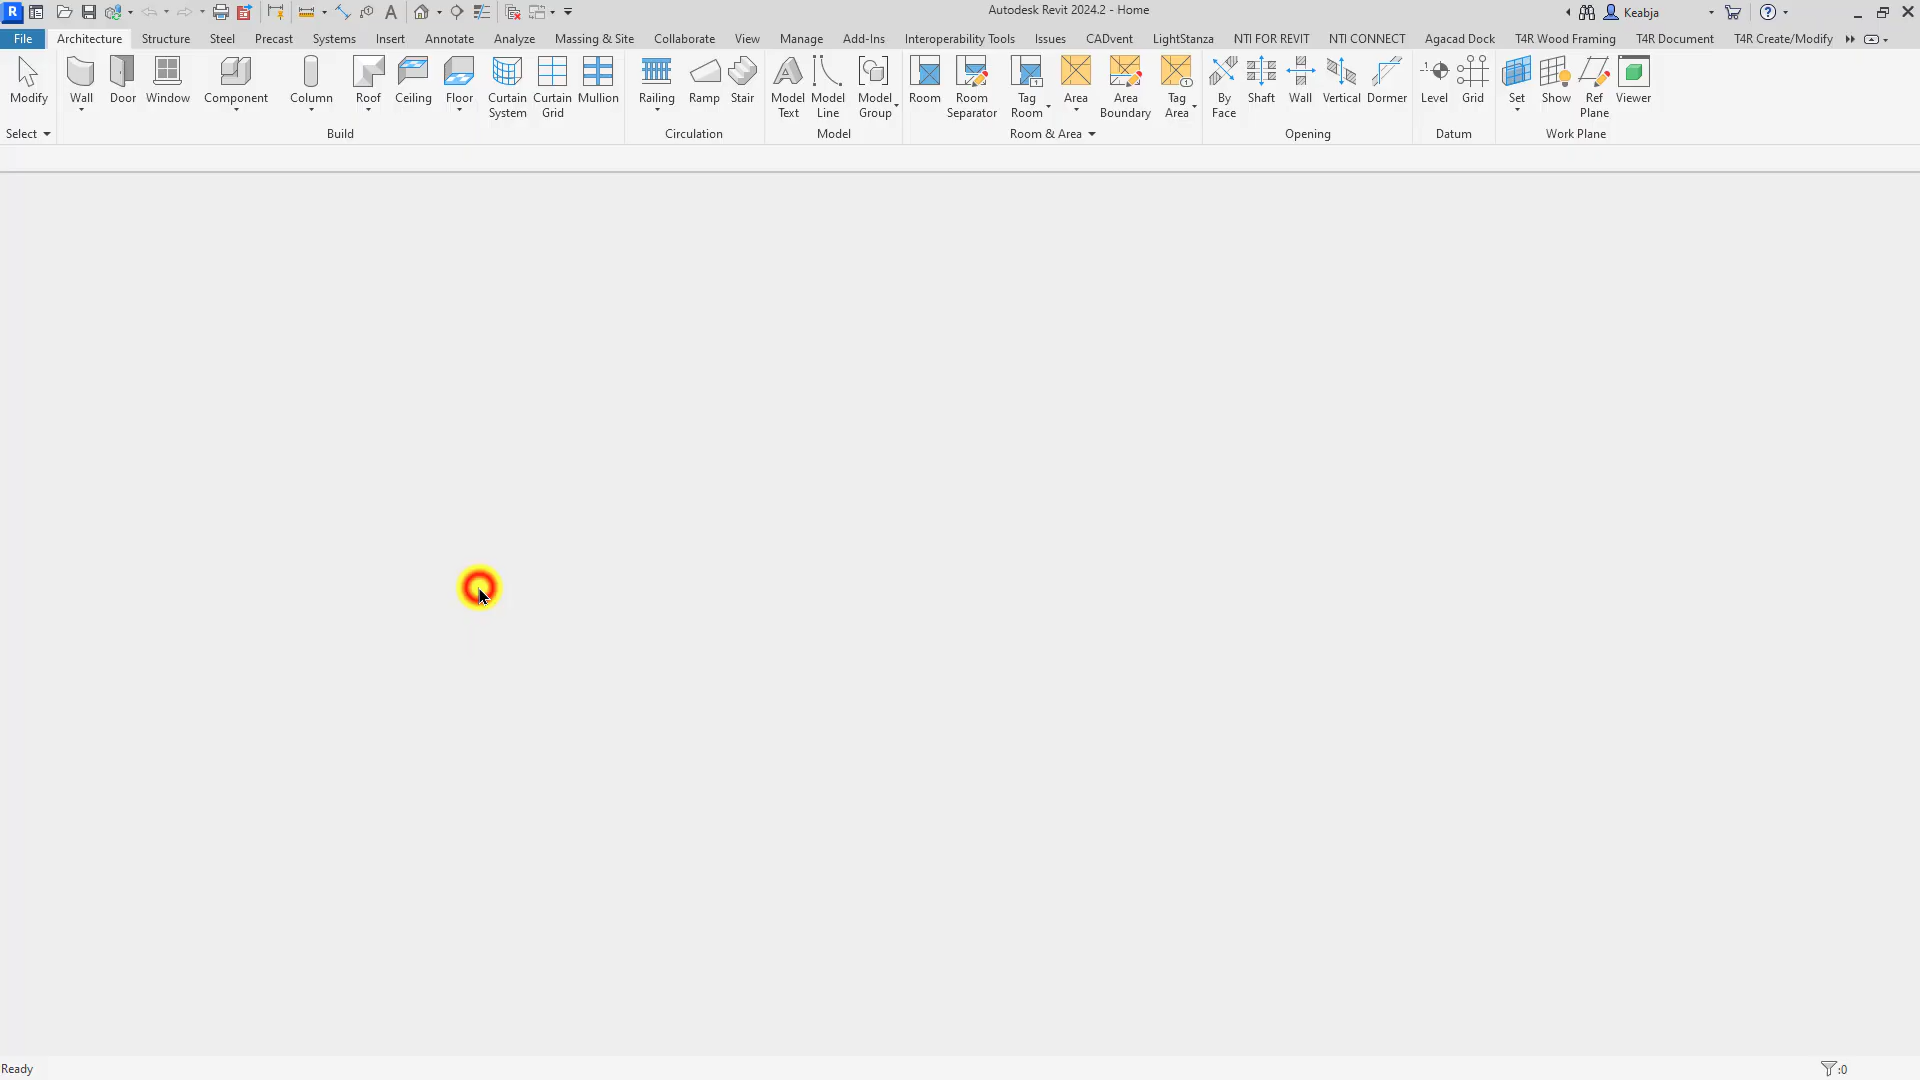 R Autodesk Revit 2024.2 - Home Keabja
File Architecture Structure Steel Precast Systems Insert Annotate Analyze Massing & Site Collaborate View Manage Add-Ins Interoperability Tools Issues CADvent LightStanza NTI FOR REVIT NTI CONNECT Agacad Dock T4R Wood Framing T4R Document T4R Create/Modify
Modify Wall Door Window Component Column Roof Ceiling Floor Curtain System Curtain Grid Mullion Railing Ramp Stair Model Text Model Line Model Group Room Room Separator Tag Room Area Area Boundary Tag Area By Face Shaft Wall Vertical Dormer Level Grid Set Show Ref Plane Viewer
Select Build Circulation Model Room & Area Opening Datum Work Plane
Ready :0